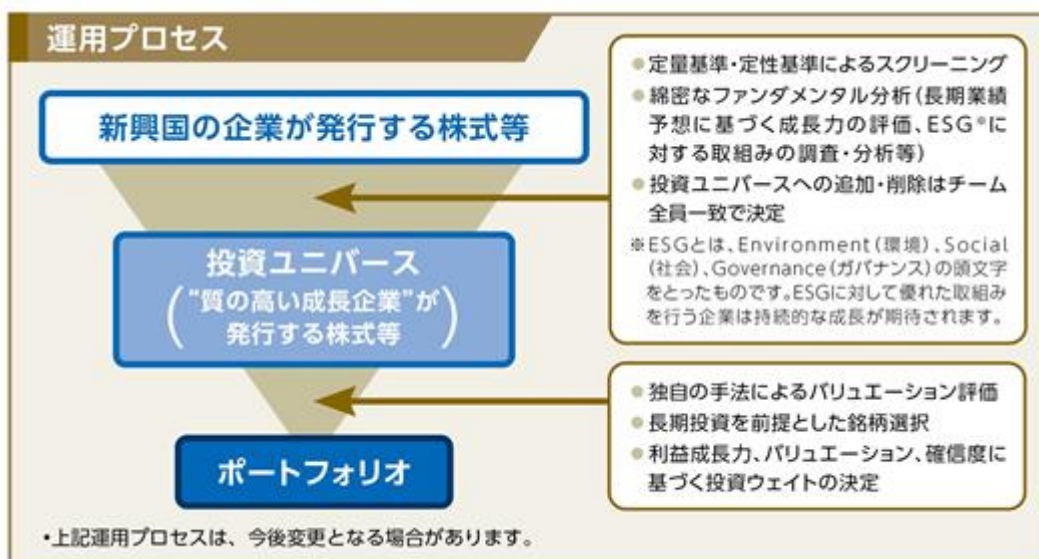 運用プロセス
新興国の企業が発行する株式等
●定量基準・定性基準によるスクリーニング
●綿密なファンダメンタル分析(長期業績
予想に基づく成長力の評価、ESG※に
対する取組みの調査・分析等)
●投資ユニバースへの追加・削除はチーム
全員一致で決定
※ESGとは、Environment(環境)、Social
(社会)、Governance(ガバナンス)の頭文字
をとったものです。ESGに対して優れた取組み
を行う企業は持続的な成長が期待されます。
投資ユニバース
(“質の高い成長企業”が
発行する株式等)
●独自の手法によるバリュエーション評価
●長期投資を前提とした銘柄選択
●利益成長力、バリュエーション、確信度に
基づく投資ウェイトの決定
ポートフォリオ
・上記運用プロセスは、今後変更となる場合があります。